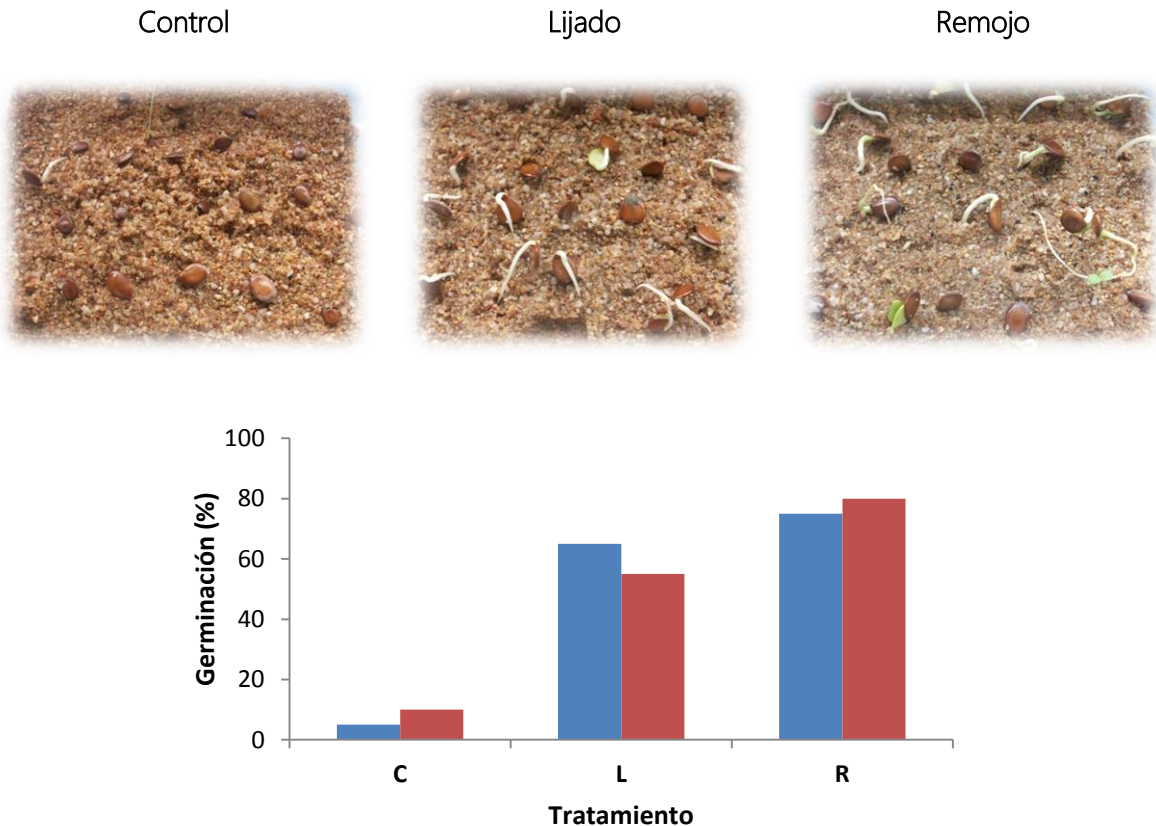 Control Lijado Remojo
100
80
60
40
20
0
Germinación (%)
C L R
Tratamiento